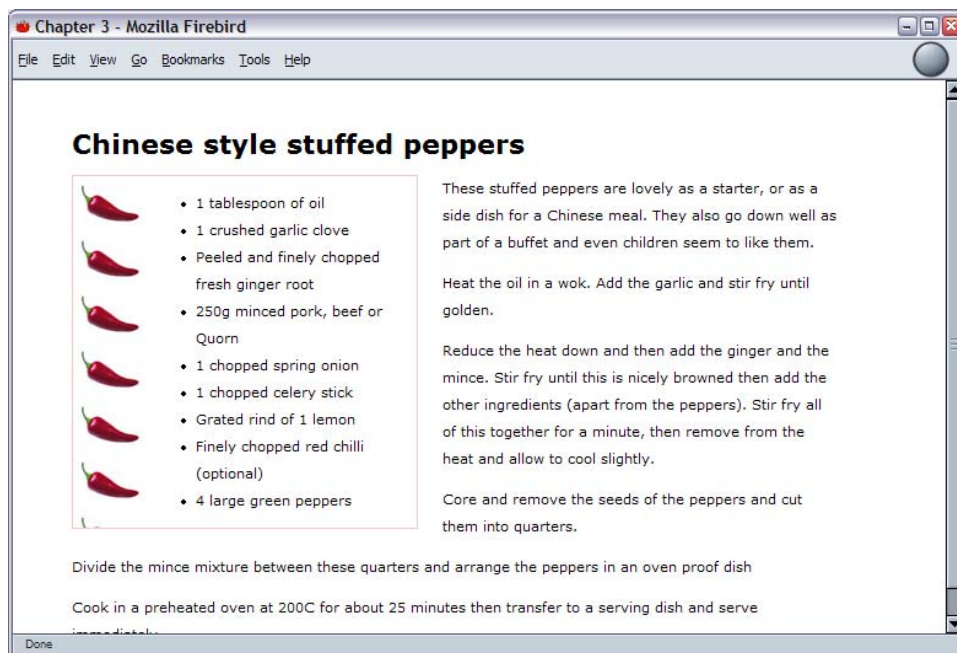 Chapter 3 - Mozilla Firebird
File Edit View Go Bookmarks Tools Help
Chinese style stuffed peppers
1 tablespoon of oil
1 crushed garlic clove
Peeled and finely chopped
fresh ginger root
250g minced pork, beef or
Quorn
1 chopped spring onion
1 chopped celery stick
Grated rind of 1 lemon
Finely chopped red chilli
(optional)
4 large green peppers
These stuffed peppers are lovely as a starter, or as a
side dish for a Chinese meal. They also go down well as
part of a buffet and even children seem to like them.
Heat the oil in a wok. Add the garlic and stir fry until
golden.
Reduce the heat down and then add the ginger and the
mince. Stir fry until this is nicely browned then add the
other ingredients (apart from the peppers). Stir fry all
of this together for a minute, then remove from the
heat and allow to cool slightly.
Core and remove the seeds of the peppers and cut
them into quarters.
Divide the mince mixture between these quarters and arrange the peppers in an oven proof dish
Cook in a preheated oven at 200C for about 25 minutes then transfer to a serving dish and serve
immediately
Done